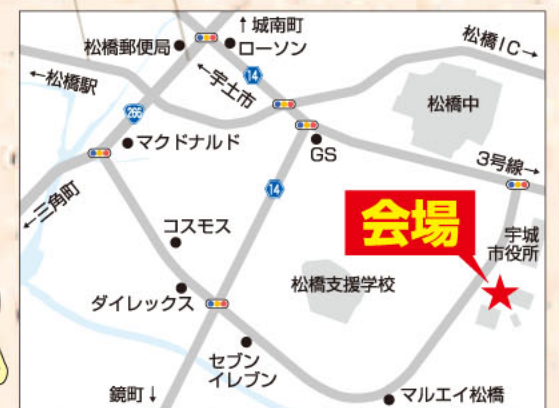 ↑城南町
松橋郵便局
ローソン
松橋IC→
←松橋駅
←宇土市
14
松橋中
266
マクドナルド
GS
3号線→
14
←三角町
会場
宇城
市役所
コスモス
松橋支援学校
ダイレックス
セブン
イレブン
鏡町↓
マルエイ松橋